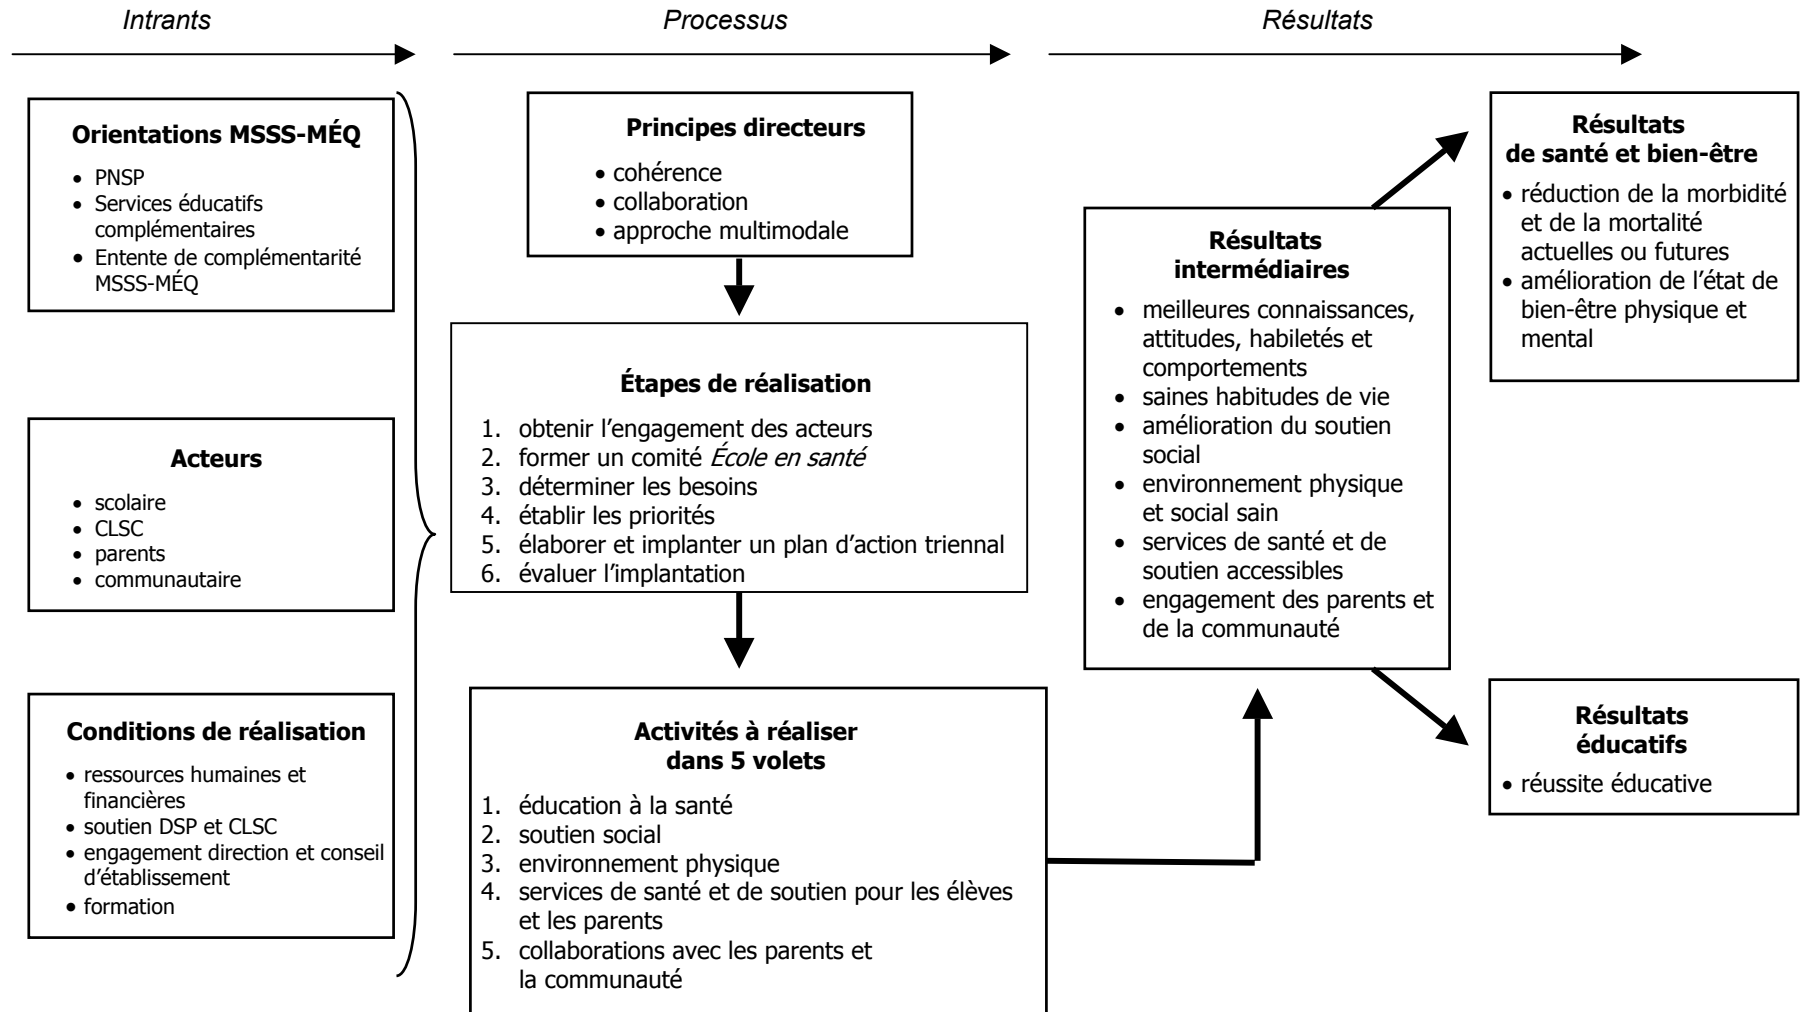 Intrants
Processus
Résultats
Orientations MSSS-MÉQ
• PNSP
• Services éducatifs
complémentaires
• Entente de complémentarité
MSSS-MÉQ
Acteurs
• scolaire
• CLSC
• parents
• communautaire
Conditions de réalisation
• ressources humaines et
financières
• soutien DSP et CLSC
• engagement direction et conseil
d’établissement
• formation
Principes directeurs
• cohérence
• collaboration
• approche multimodale
Étapes de réalisation
1. obtenir l’engagement des acteurs
2. former un comité École en santé
3. déterminer les besoins
4. établir les priorités
5. élaborer et implanter un plan d’action triennal
6. évaluer l’implantation
Activités à réaliser
dans 5 volets
1. éducation à la santé
2. soutien social
3. environnement physique
4. services de santé et de soutien pour les élèves
et les parents
5. collaborations avec les parents et
la communauté
Résultats
intermédiaires
• meilleures connaissances,
attitudes, habiletés et
comportements
• saines habitudes de vie
• amélioration du soutien
social
• environnement physique
et social sain
• services de santé et de
soutien accessibles
• engagement des parents et
de la communauté
Résultats
de santé et bien-être
• réduction de la morbidité
et de la mortalité
actuelles ou futures
• amélioration de l’état de
bien-être physique et
mental
Résultats
éducatifs
• réussite éducative